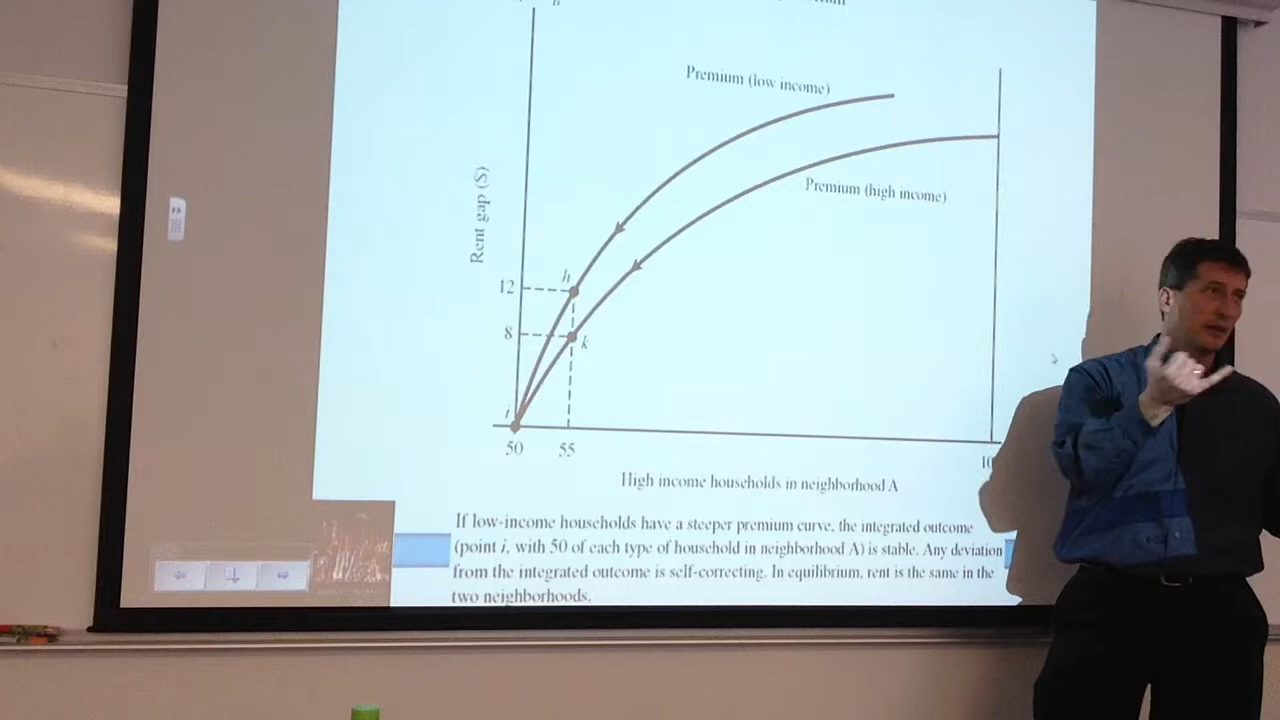 Premium (low income)
Premium (high income)
Rent gap ($)
h
12
8
k
i
50
55
10
High income households in neighborhood A
If low-income households have a steeper premium curve, the integrated outcome
(point i, with 50 of each type of household in neighborhood A) is stable. Any deviation
from the integrated outcome is self-correcting. In equilibrium, rent is the same in the
two neighborhoods.